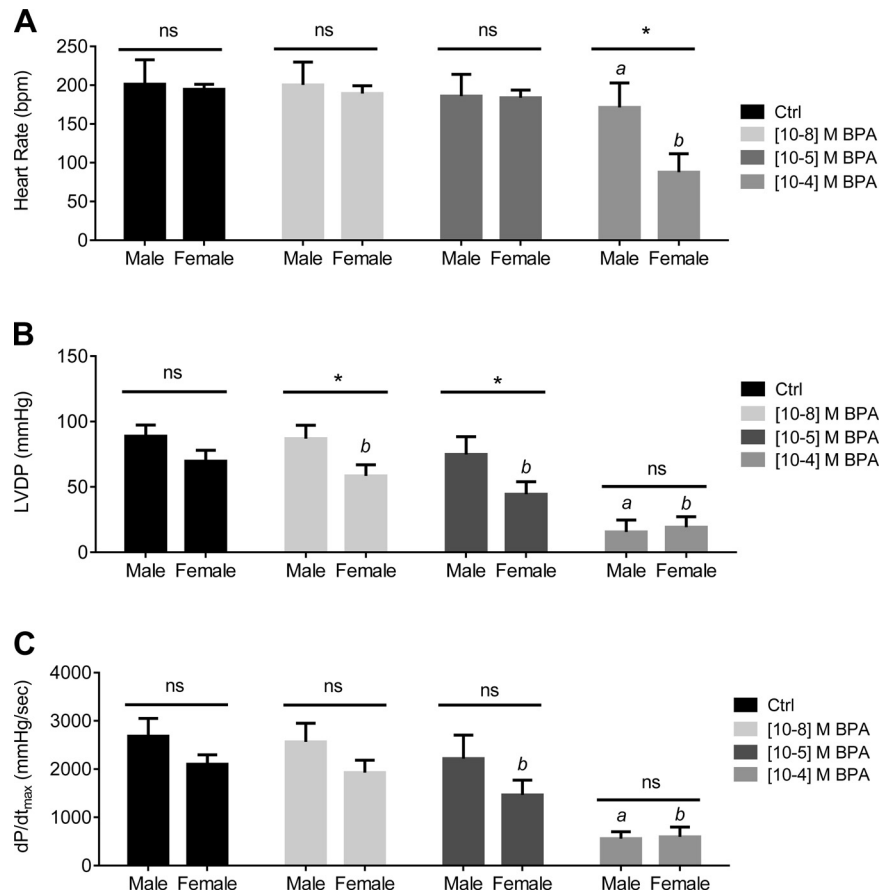 A
ns ns ns *
250
200
150
100
50
0
Heart Rate (bpm)
a
b
Male Female Male Female Male Female Male Female
Ctrl
[10-8] M BPA
[10-5] M BPA
[10-4] M BPA
B
150
100
50
0
LVDP (mmHg)
ns * * ns
b
b
a b
Male Female Male Female Male Female Male Female
Ctrl
[10-8] M BPA
[10-5] M BPA
[10-4] M BPA
C
4000
3000
2000
1000
0
dP/dtmax (mmHg/sec)
ns ns ns ns
b
a b
Male Female Male Female Male Female Male Female
Ctrl
[10-8] M BPA
[10-5] M BPA
[10-4] M BPA